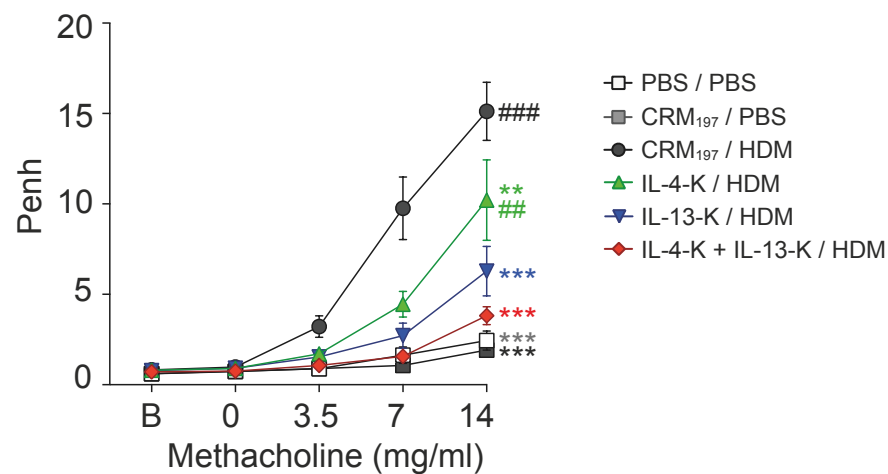 20
15
10
5
0
Penh
B
0
3.5
7
14
Methacholine (mg/ml)
###
**
##
***
***
***
***
PBS / PBS
CRM₁₉₇ / PBS
CRM₁₉₇ / HDM
IL-4-K / HDM
IL-13-K / HDM
IL-4-K + IL-13-K / HDM